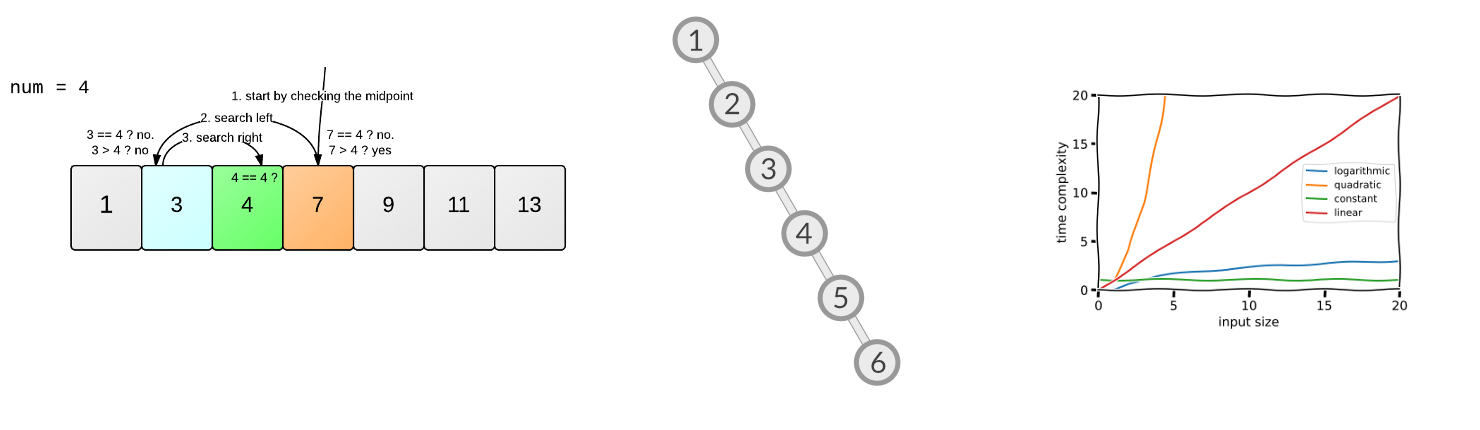 num = 4
1. start by checking the midpoint
2. search left
3. search right
3 == 4 ? no.
3 > 4 ? no
7 == 4 ? no.
7 > 4 ? yes
4 == 4 ?
1 3 4 7 9 11 13
1
2
3
4
5
6
time complexity
20
15
10
5
0
0 5 10 15 20
input size
logarithmic
quadratic
constant
linear